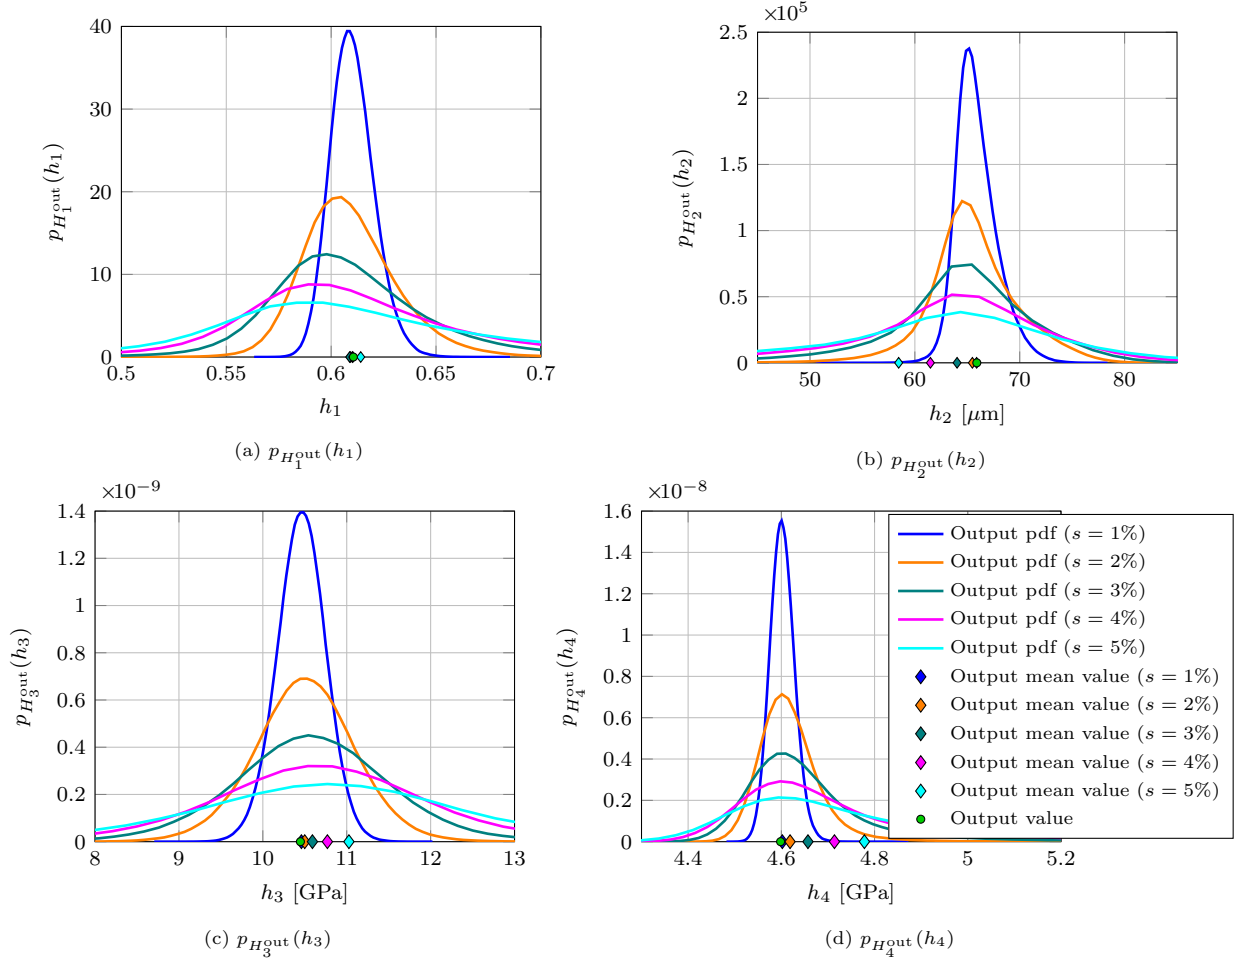 40
30
20
10
0
0.5 0.55 0.6 0.65 0.7
p_{H_1^{out}}(h_1)
h_1
(a) p_{H_1^{out}}(h_1)
×10^5
2.5
2
1.5
1
0.5
0
50 60 70 80
p_{H_2^{out}}(h_2)
h_2 [μm]
(b) p_{H_2^{out}}(h_2)
×10^{−9}
1.4
1.2
1
0.8
0.6
0.4
0.2
0
8 9 10 11 12 13
p_{H_3^{out}}(h_3)
h_3 [GPa]
(c) p_{H_3^{out}}(h_3)
×10^{−8}
1.6
1.4
1.2
1
0.8
0.6
0.4
0.2
0
4.4 4.6 4.8 5 5.2
p_{H_4^{out}}(h_4)
h_4 [GPa]
Output pdf (s = 1%)
Output pdf (s = 2%)
Output pdf (s = 3%)
Output pdf (s = 4%)
Output pdf (s = 5%)
Output mean value (s = 1%)
Output mean value (s = 2%)
Output mean value (s = 3%)
Output mean value (s = 4%)
Output mean value (s = 5%)
Output value
(d) p_{H_4^{out}}(h_4)